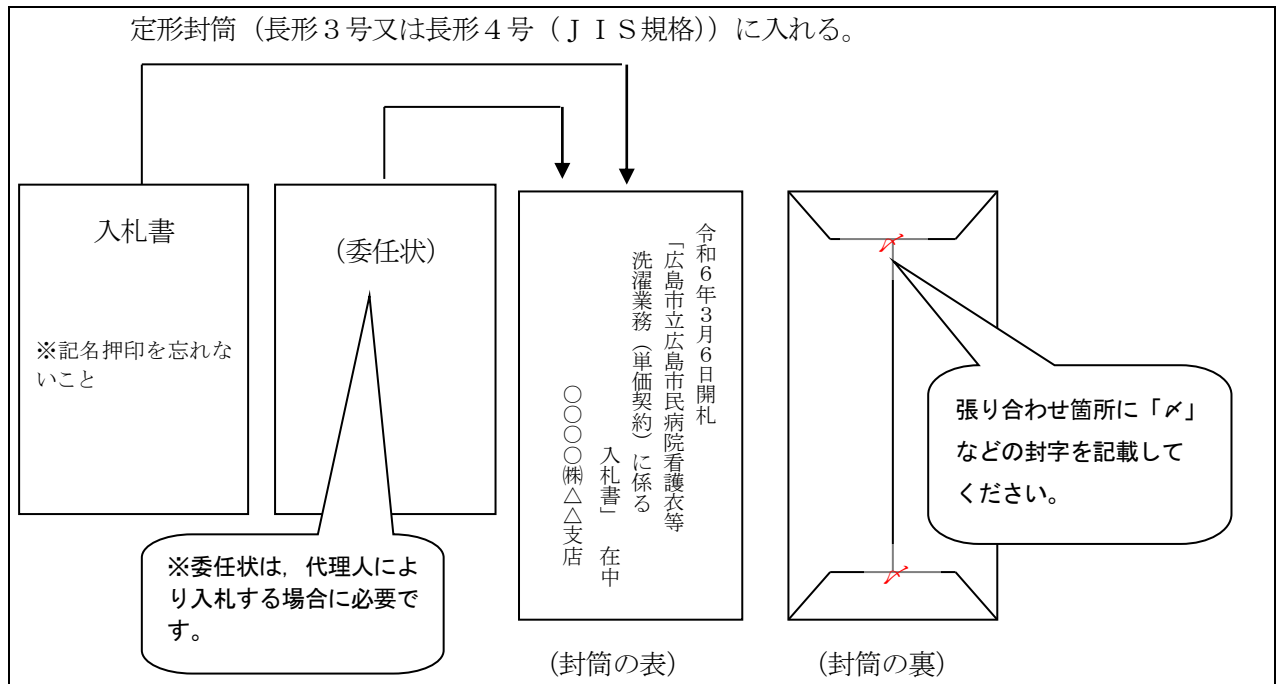 定形封筒（長形３号又は長形４号（ＪＩＳ規格））に入れる。
入札書
※記名押印を忘れな
いこと
（委任状）
※委任状は，代理人によ
り入札する場合に必要で
す。
令和６年３月６日開札
「広島市立広島市民病院看護衣等
洗濯業務（単価契約）に係る
入札書」　在中
〇〇〇〇㈱△△支店
（封筒の表）
〆
〆
張り合わせ箇所に「〆」
などの封字を記載して
ください。
（封筒の裏）